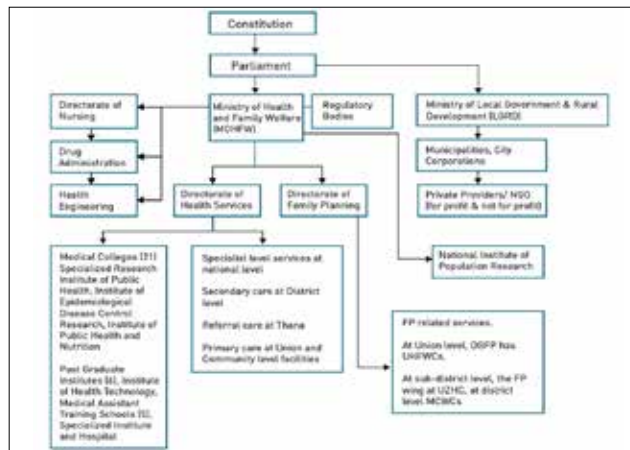 Constitution
Parliament
Directorate of
Nursing
Ministry of Health
and Family Welfare
(MOHFW)
Regulatory
Bodies
Ministry of Local Government & Rural
Development (LGRD)
Drug
Administration
Municipalities, City
Corporations
Health
Engineering
Directorate of
Health Services
Directorate of
Family Planning
Private Providers/ NGO
(for profit & not for profit)
Medical Colleges (21)
Specialized Research
Institute of Public
Health, Institute of
Epidemiological
Disease Control
Research, Institute of
Public Health and
Nutrition
Post Graduate
Institutes (6), Institute
of Health Technology,
Medical Assistant
Training Schools (5),
Specialized Institute
and Hospital
Specialist level services at
national level
Secondary care at District
level
Referral care at Thana
Primary care at Union and
Community level facilities
National Institute of
Population Research
FP related services.
At Union level, DGFP has
UHFWCs.
At sub-district level, the FP
wing at UZHC, at district
level MCWCs.